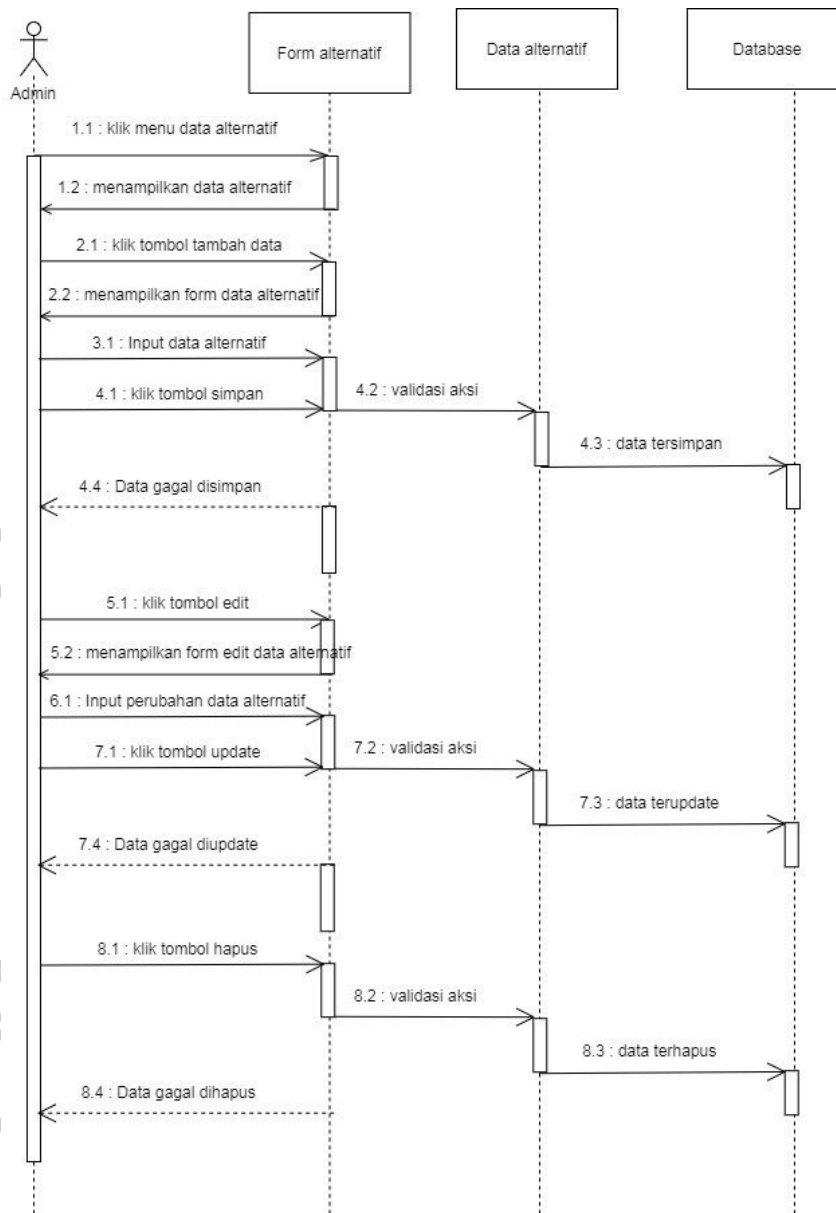 Form alternatif
Data alternatif
Database
Admin
1.1 : klik menu data alternatif
1.2 : menampilkan data alternatif
2.1 : klik tombol tambah data
2.2 : menampilkan form data alternatif
3.1 : Input data alternatif
4.1 : klik tombol simpan
4.2 : validasi aksi
4.3 : data tersimpan
4.4 : Data gagal disimpan
5.1 : klik tombol edit
5.2 : menampilkan form edit data alternatif
6.1 : Input perubahan data alternatif
7.1 : klik tombol update
7.2 : validasi aksi
7.3 : data terupdate
7.4 : Data gagal diupdate
8.1 : klik tombol hapus
8.2 : validasi aksi
8.3 : data terhapus
8.4 : Data gagal dihapus